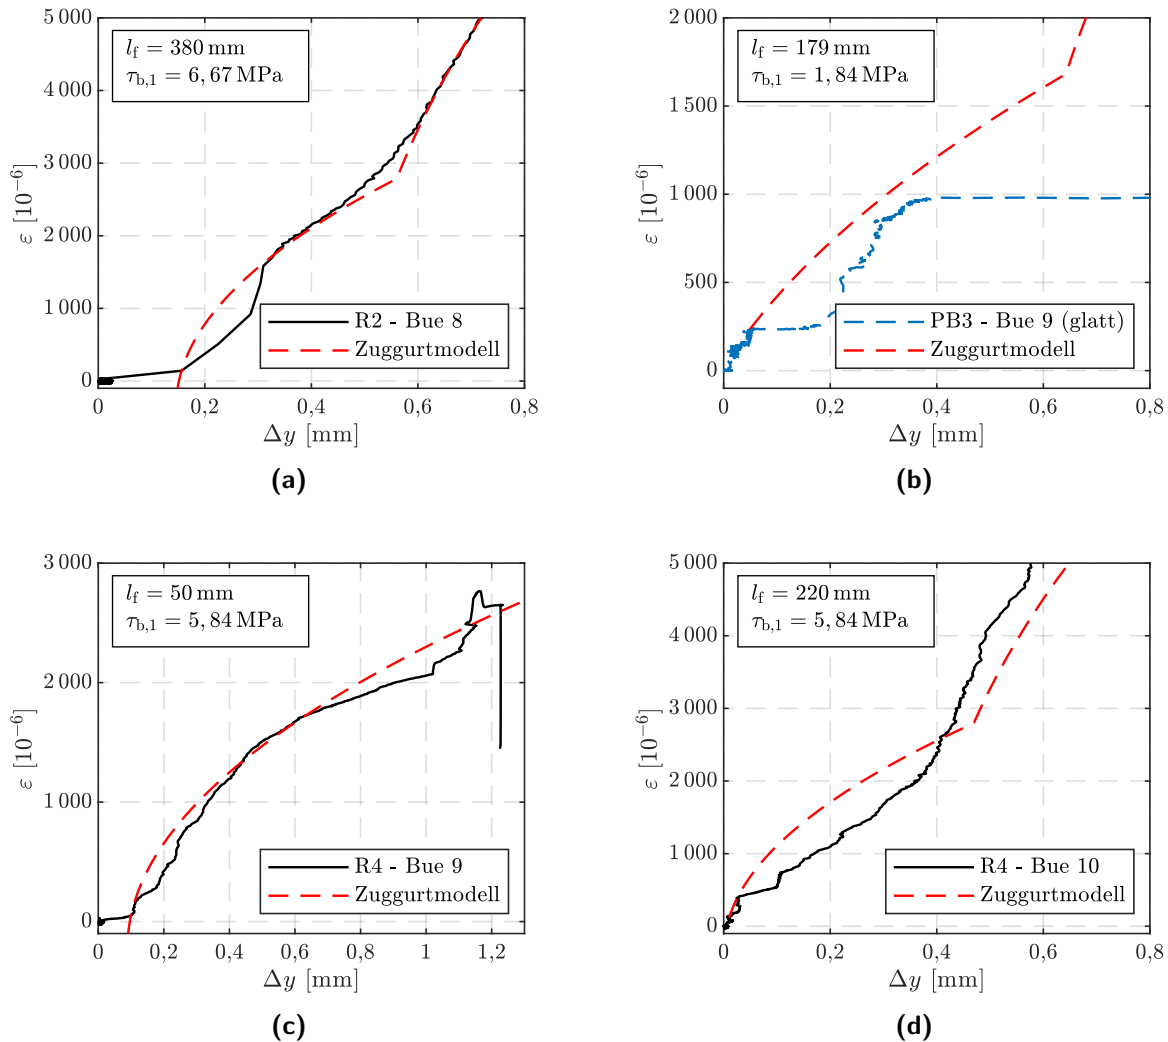 5 000
4 000
3 000
2 000
1 000
0
ε [10⁻⁶]
l_f = 380 mm
τ_b,1 = 6,67 MPa
R2 - Bue 8
Zuggurtmodell
0 0,2 0,4 0,6 0,8
Δy [mm]
(a)
2 000
1 500
1 000
500
0
ε [10⁻⁶]
l_f = 179 mm
τ_b,1 = 1,84 MPa
PB3 - Bue 9 (glatt)
Zuggurtmodell
0 0,2 0,4 0,6 0,8
Δy [mm]
(b)
3 000
2 000
1 000
0
ε [10⁻⁶]
l_f = 50 mm
τ_b,1 = 5,84 MPa
R4 - Bue 9
Zuggurtmodell
0 0,2 0,4 0,6 0,8 1 1,2
Δy [mm]
(c)
5 000
4 000
3 000
2 000
1 000
0
ε [10⁻⁶]
l_f = 220 mm
τ_b,1 = 5,84 MPa
R4 - Bue 10
Zuggurtmodell
0 0,2 0,4 0,6 0,8
Δy [mm]
(d)